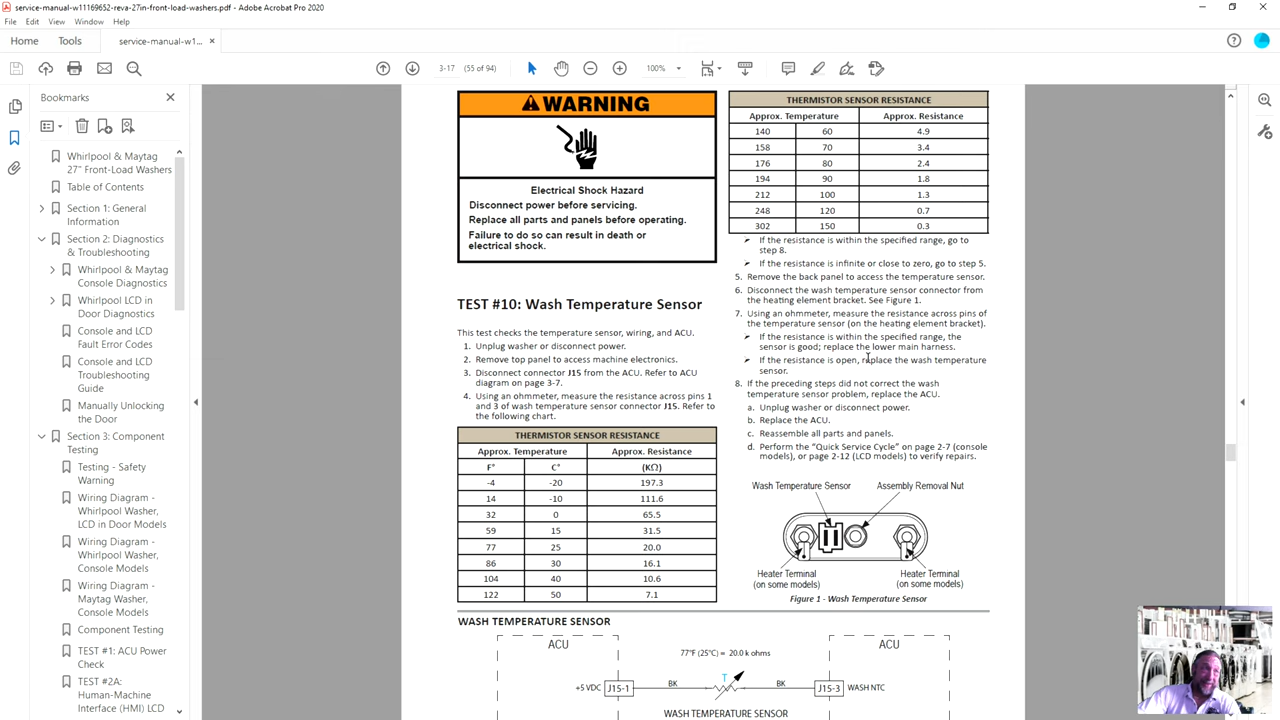 service-manual-w11169652-reva-27in-front-load-washers.pdf - Adobe Acrobat Pro 2020
File Edit View Window Help
Home Tools service-manual-w1... ×
3-17 (55 of 94) 100%
Bookmarks
Whirlpool & Maytag
27" Front-Load Washers
Table of Contents
Section 1: General
Information
Section 2: Diagnostics
& Troubleshooting
Whirlpool & Maytag
Console Diagnostics
Whirlpool LCD in
Door Diagnostics
Console and LCD
Fault Error Codes
Console and LCD
Troubleshooting
Guide
Manually Unlocking
the Door
Section 3: Component
Testing
Testing - Safety
Warning
Wiring Diagram -
Whirlpool Washer,
LCD in Door Models
Wiring Diagram -
Whirlpool Washer,
Console Models
Wiring Diagram -
Maytag Washer,
Console Models
Component Testing
TEST #1: ACU Power
Check
TEST #2A:
Human-Machine
Interface (HMI) LCD
WARNING
Electrical Shock Hazard
Disconnect power before servicing.
Replace all parts and panels before operating.
Failure to do so can result in death or
electrical shock.
TEST #10: Wash Temperature Sensor
This test checks the temperature sensor, wiring, and ACU.
1. Unplug washer or disconnect power.
2. Remove top panel to access machine electronics.
3. Disconnect connector J15 from the ACU. Refer to ACU
diagram on page 3-7.
4. Using an ohmmeter, measure the resistance across pins 1
and 3 of wash temperature sensor connector J15. Refer to
the following chart.
THERMISTOR SENSOR RESISTANCE
Approx. Temperature Approx. Resistance
F° C° (KΩ)
-4 -20 197.3
14 -10 111.6
32 0 65.5
59 15 31.5
77 25 20.0
86 30 16.1
104 40 10.6
122 50 7.1
THERMISTOR SENSOR RESISTANCE
Approx. Temperature Approx. Resistance
140 60 4.9
158 70 3.4
176 80 2.4
194 90 1.8
212 100 1.3
248 120 0.7
302 150 0.3
➢ If the resistance is within the specified range, go to
step 8.
➢ If the resistance is infinite or close to zero, go to step 5.
5. Remove the back panel to access the temperature sensor.
6. Disconnect the wash temperature sensor connector from
the heating element bracket. See Figure 1.
7. Using an ohmmeter, measure the resistance across pins of
the temperature sensor (on the heating element bracket).
➢ If the resistance is within the specified range, the
sensor is good; replace the lower main harness.
➢ If the resistance is open, replace the wash temperature
sensor.
8. If the preceding steps did not correct the wash
temperature sensor problem, replace the ACU.
a. Unplug washer or disconnect power.
b. Replace the ACU.
c. Reassemble all parts and panels.
d. Perform the “Quick Service Cycle” on page 2-7 (console
models), or page 2-12 (LCD models) to verify repairs.
Wash Temperature Sensor Assembly Removal Nut
Heater Terminal Heater Terminal
(on some models) (on some models)
Figure 1 - Wash Temperature Sensor
WASH TEMPERATURE SENSOR
ACU ACU
77°F (25°C) = 20.0 k ohms
T
+5 VDC J15-1 BK BK J15-3 WASH NTC
WASH TEMPERATURE SENSOR